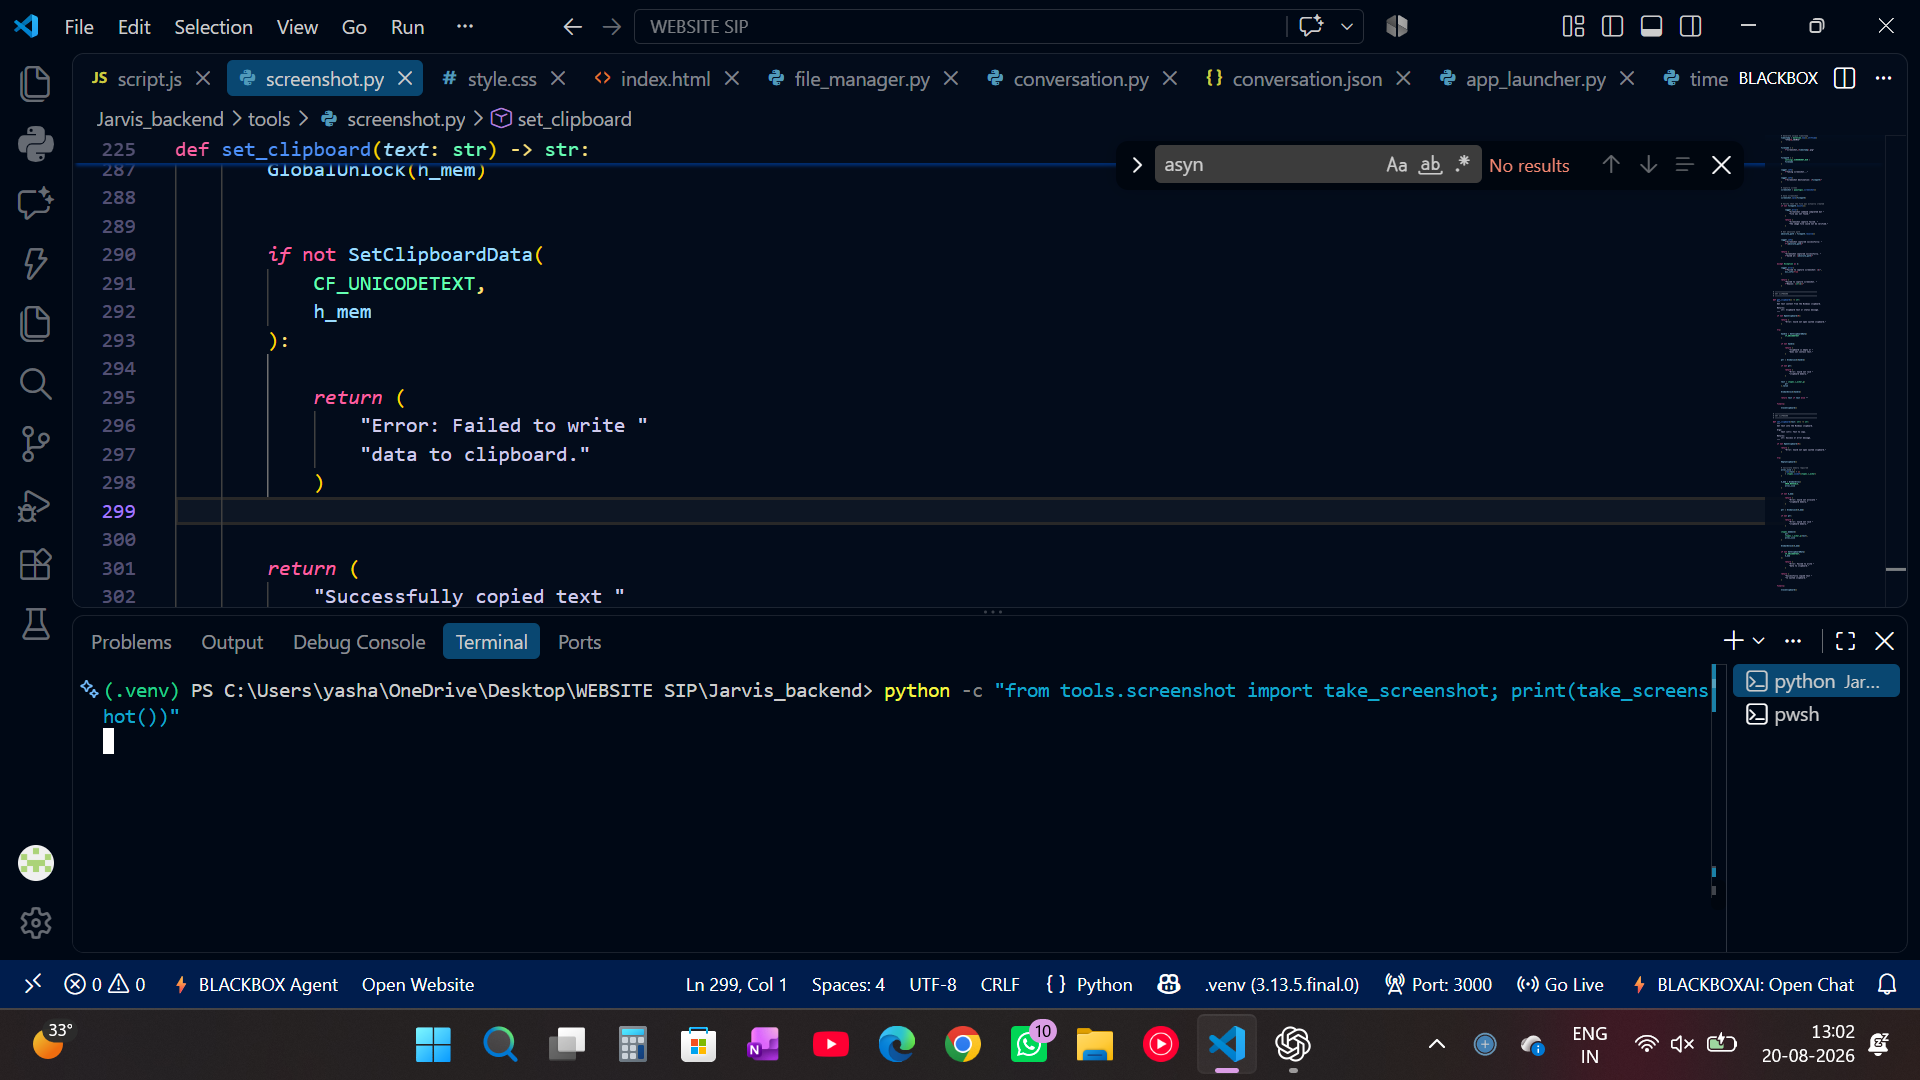 File Edit Selection View Go Run ··· WEBSITE SIP
JS script.js screenshot.py # style.css <> index.html file_manager.py conversation.py {} conversation.json app_launcher.py time BLACKBOX ···
Jarvis_backend > tools > screenshot.py > set_clipboard
225 def set_clipboard(text: str) -> str:
asyn Aa ab .* No results
287 GlobalUnlock(h_mem)
288
289
290 if not SetClipboardData(
291 CF_UNICODETEXT,
292 h_mem
293 ):
294
295 return (
296 "Error: Failed to write "
297 "data to clipboard."
298 )
299
300
301 return (
302 "Successfully copied text "
Problems Output Debug Console Terminal Ports
(.venv) PS C:\Users\yasha\OneDrive\Desktop\WEBSITE SIP\Jarvis_backend> python -c "from tools.screenshot import take_screenshot; print(take_screens
hot())"
python Jar...
pwsh
0 0 BLACKBOX Agent Open Website Ln 299, Col 1 Spaces: 4 UTF-8 CRLF {} Python .venv (3.13.5.final.0) Port: 3000 Go Live BLACKBOXAI: Open Chat
33° N 10 ENG 13:02
IN 20-08-2026